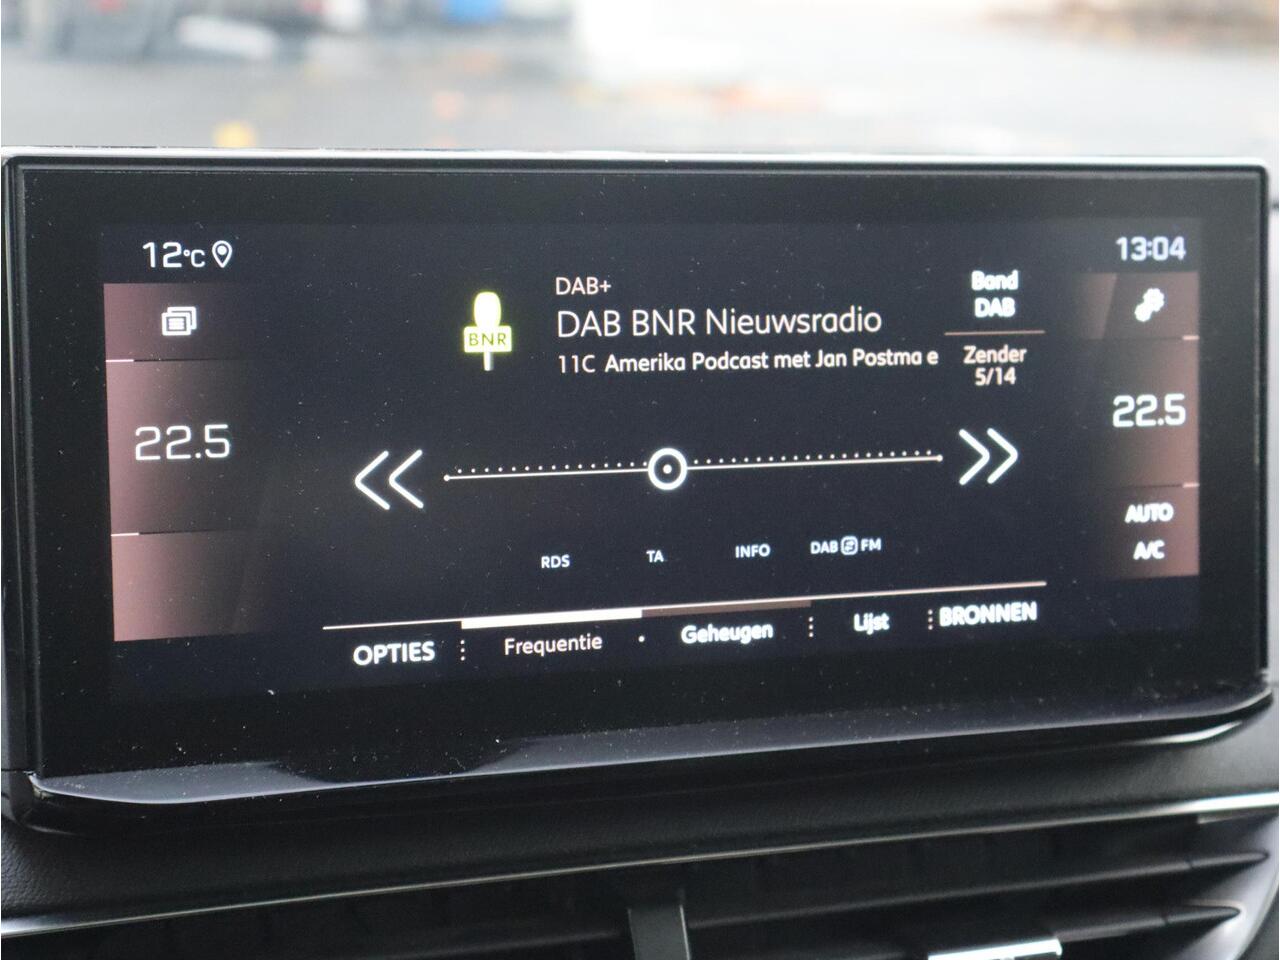 12°C
13:04
DAB+
DAB BNR Nieuwsradio
11C Amerika Podcast met Jan Postma e
BNR
Band
DAB
Zender
5/14
22.5
22.5
AUTO
A/C
RDS TA INFO DAB FM
OPTIES Frequentie Geheugen Lijst BRONNEN